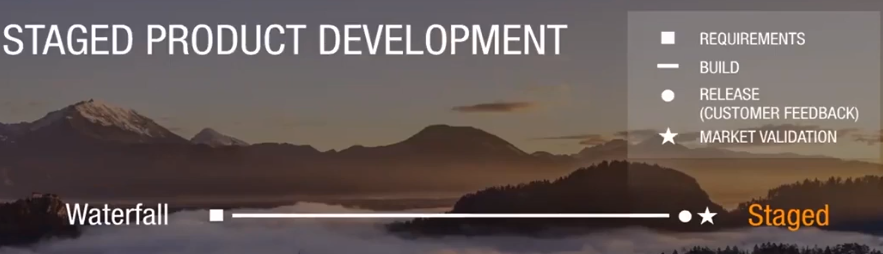 STAGED PRODUCT DEVELOPMENT
REQUIREMENTS
BUILD
RELEASE
(CUSTOMER FEEDBACK)
MARKET VALIDATION
Waterfall
Staged